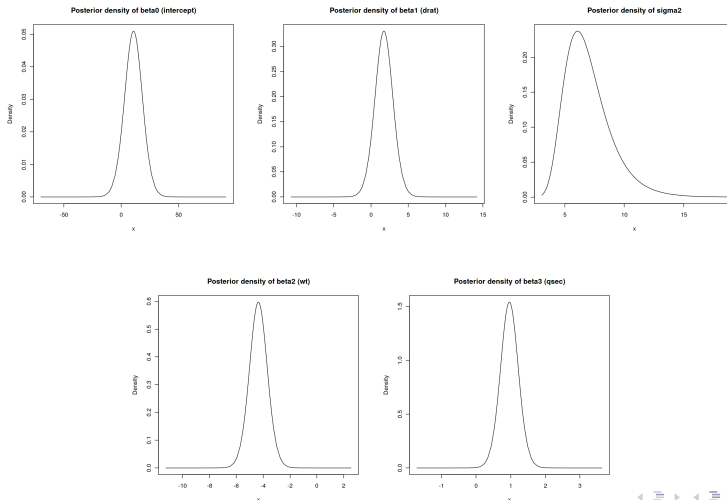 Posterior density of beta0 (intercept)
Density
0.00 0.01 0.02 0.03 0.04 0.05
-50 0 50
x
Posterior density of beta1 (drat)
Density
0.00 0.05 0.10 0.15 0.20 0.25 0.30
-10 -5 0 5 10 15
x
Posterior density of sigma2
Density
0.00 0.05 0.10 0.15 0.20
5 10 15
x
Posterior density of beta2 (wt)
Density
0.0 0.1 0.2 0.3 0.4 0.5 0.6
-10 -8 -6 -4 -2 0 2
x
Posterior density of beta3 (qsec)
Density
0.0 0.5 1.0 1.5
-1 0 1 2 3
x